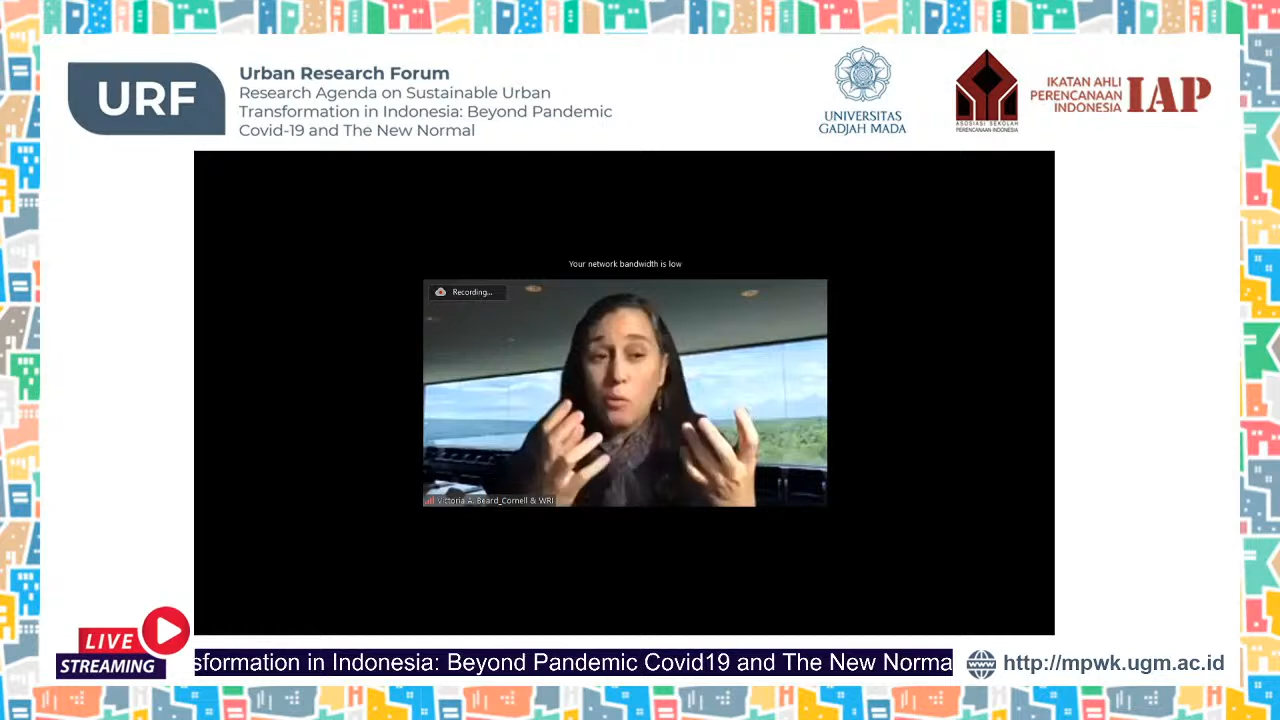 URF
Urban Research Forum
Research Agenda on Sustainable Urban
Transformation in Indonesia: Beyond Pandemic
Covid-19 and The New Normal
UNIVERSITAS
GADJAH MADA
ASOSIASI SEKOLAH
PERENCANAAN INDONESIA
IKATAN AHLI
PERENCANAAN
INDONESIA
IAP
Your network bandwidth is low
Recording...
Victoria A. Beard_Cornell & WRI
LIVE
STREAMING
sformation in Indonesia: Beyond Pandemic Covid19 and The New Norma
http://mpwk.ugm.ac.id